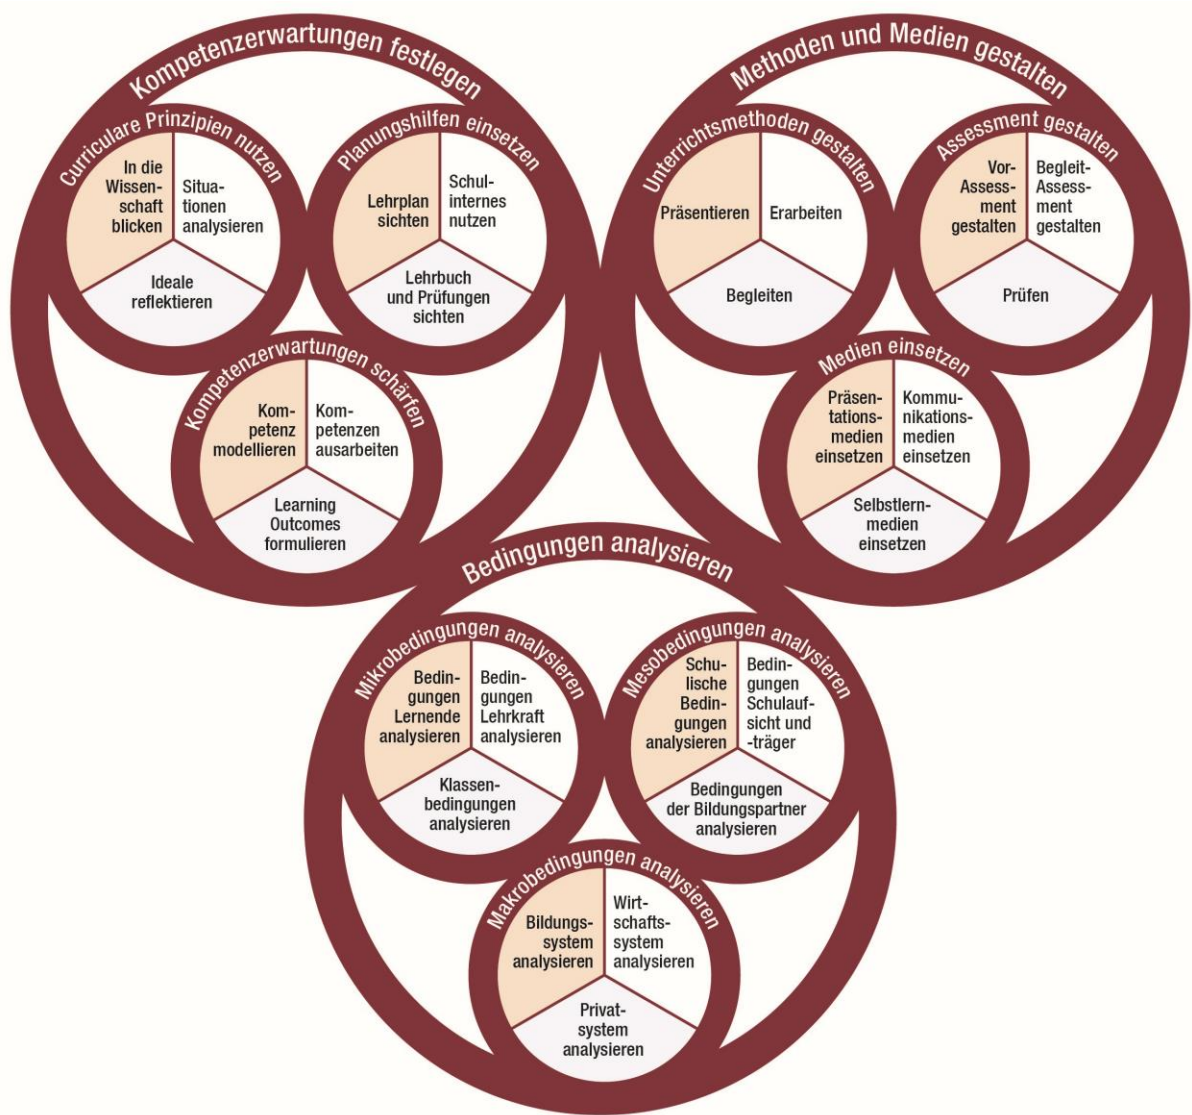 Kompetenzerwartungen festlegen
Curriculare Prinzipien nutzen
In die
Wissen-
schaft
blicken
Situa-
tionen
analysieren
Ideale
reflektieren
Planungshilfen einsetzen
Lehrplan
sichten
Schul-
internes
nutzen
Lehrbuch
und Prüfungen
sichten
Kompetenzerwartungen schärfen
Kom-
petenz
modellieren
Kom-
petenzen
ausarbeiten
Learning
Outcomes
formulieren
Methoden und Medien gestalten
Unterrichtsmethoden gestalten
Präsentieren
Erarbeiten
Begleiten
Assessment gestalten
Vor-
Assess-
ment
gestalten
Begleit-
Assess-
ment
gestalten
Prüfen
Medien einsetzen
Präsen-
tations-
medien
einsetzen
Kommu-
nikations-
medien
einsetzen
Selbstlern-
medien
einsetzen
Bedingungen analysieren
Mikrobedingungen analysieren
Bedin-
gungen
Lernende
analysieren
Bedin-
gungen
Lehrkraft
analysieren
Klassen-
bedingungen
analysieren
Mesobedingungen analysieren
Schu-
lische
Bedin-
gungen
analysieren
Bedin-
gungen
Schulauf-
sicht und
-träger
Bedingungen
der Bildungspartner
analysieren
Makrobedingungen analysieren
Bildungs-
system
analysieren
Wirt-
schafts-
system
analysieren
Privat-
system
analysieren